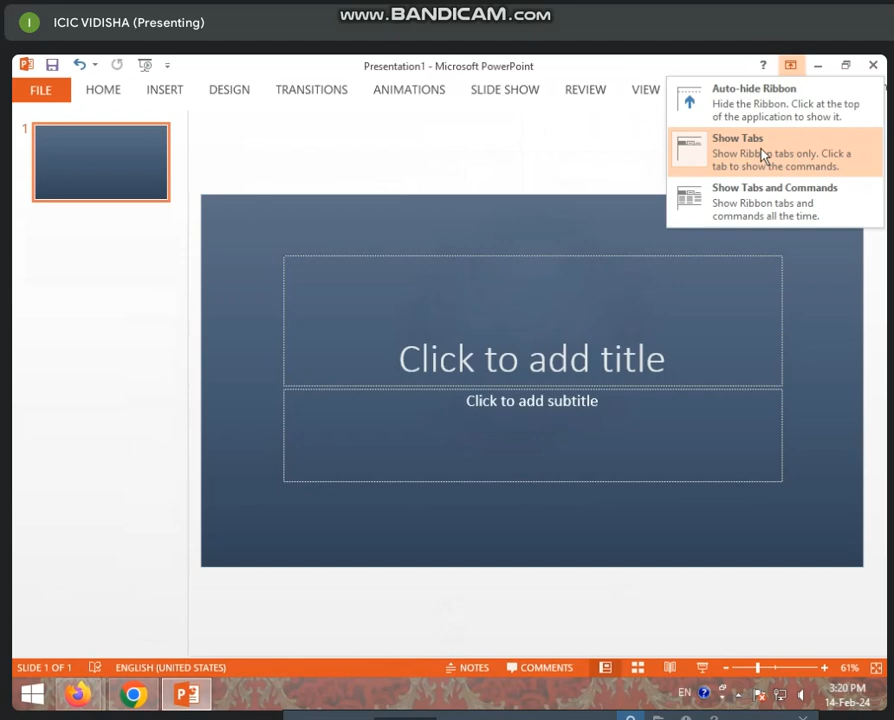 www.BANDICAM.com
I ICIC VIDISHA (Presenting)
Presentation1 - Microsoft PowerPoint
FILE HOME INSERT DESIGN TRANSITIONS ANIMATIONS SLIDE SHOW REVIEW VIEW
Auto-hide Ribbon
Hide the Ribbon. Click at the top
of the application to show it.
Show Tabs
Show Ribbon tabs only. Click a
tab to show the commands.
Show Tabs and Commands
Show Ribbon tabs and
commands all the time.
1
Click to add title
Click to add subtitle
SLIDE 1 OF 1 ENGLISH (UNITED STATES) NOTES COMMENTS 61%
EN 3:20 PM
14-Feb-24